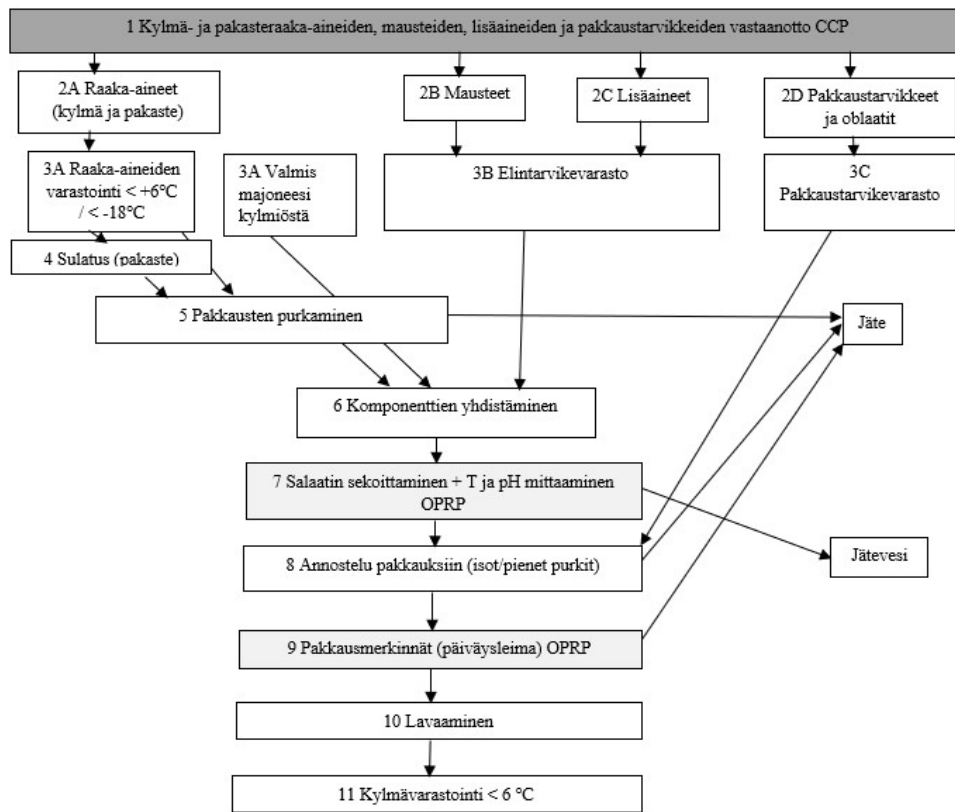 1 Kylmä- ja pakasteraaka-aineiden, mausteiden, lisäaineiden ja pakkaustarvikkeiden vastaanotto CCP
2A Raaka-aineet
(kylmä ja pakaste)
2B Mausteet
2C Lisäaineet
2D Pakkaustarvikkeet
ja oblaatit
3A Raaka-aineiden
varastointi < +6°C
/ < -18°C
3A Valmis
majoneesi
kylmiöstä
3B Elintarvikevarasto
3C
Pakkaustarvikevarasto
4 Sulatus (pakaste)
5 Pakkausten purkaminen
Jäte
6 Komponenttien yhdistäminen
7 Salaatin sekoittaminen + T ja pH mittaaminen
OPRP
Jätevesi
8 Annostelu pakkauksiin (isot/pienet purkit)
9 Pakkausmerkinnät (päiväysleima) OPRP
10 Lavaaminen
11 Kylmävarastointi < 6 °C